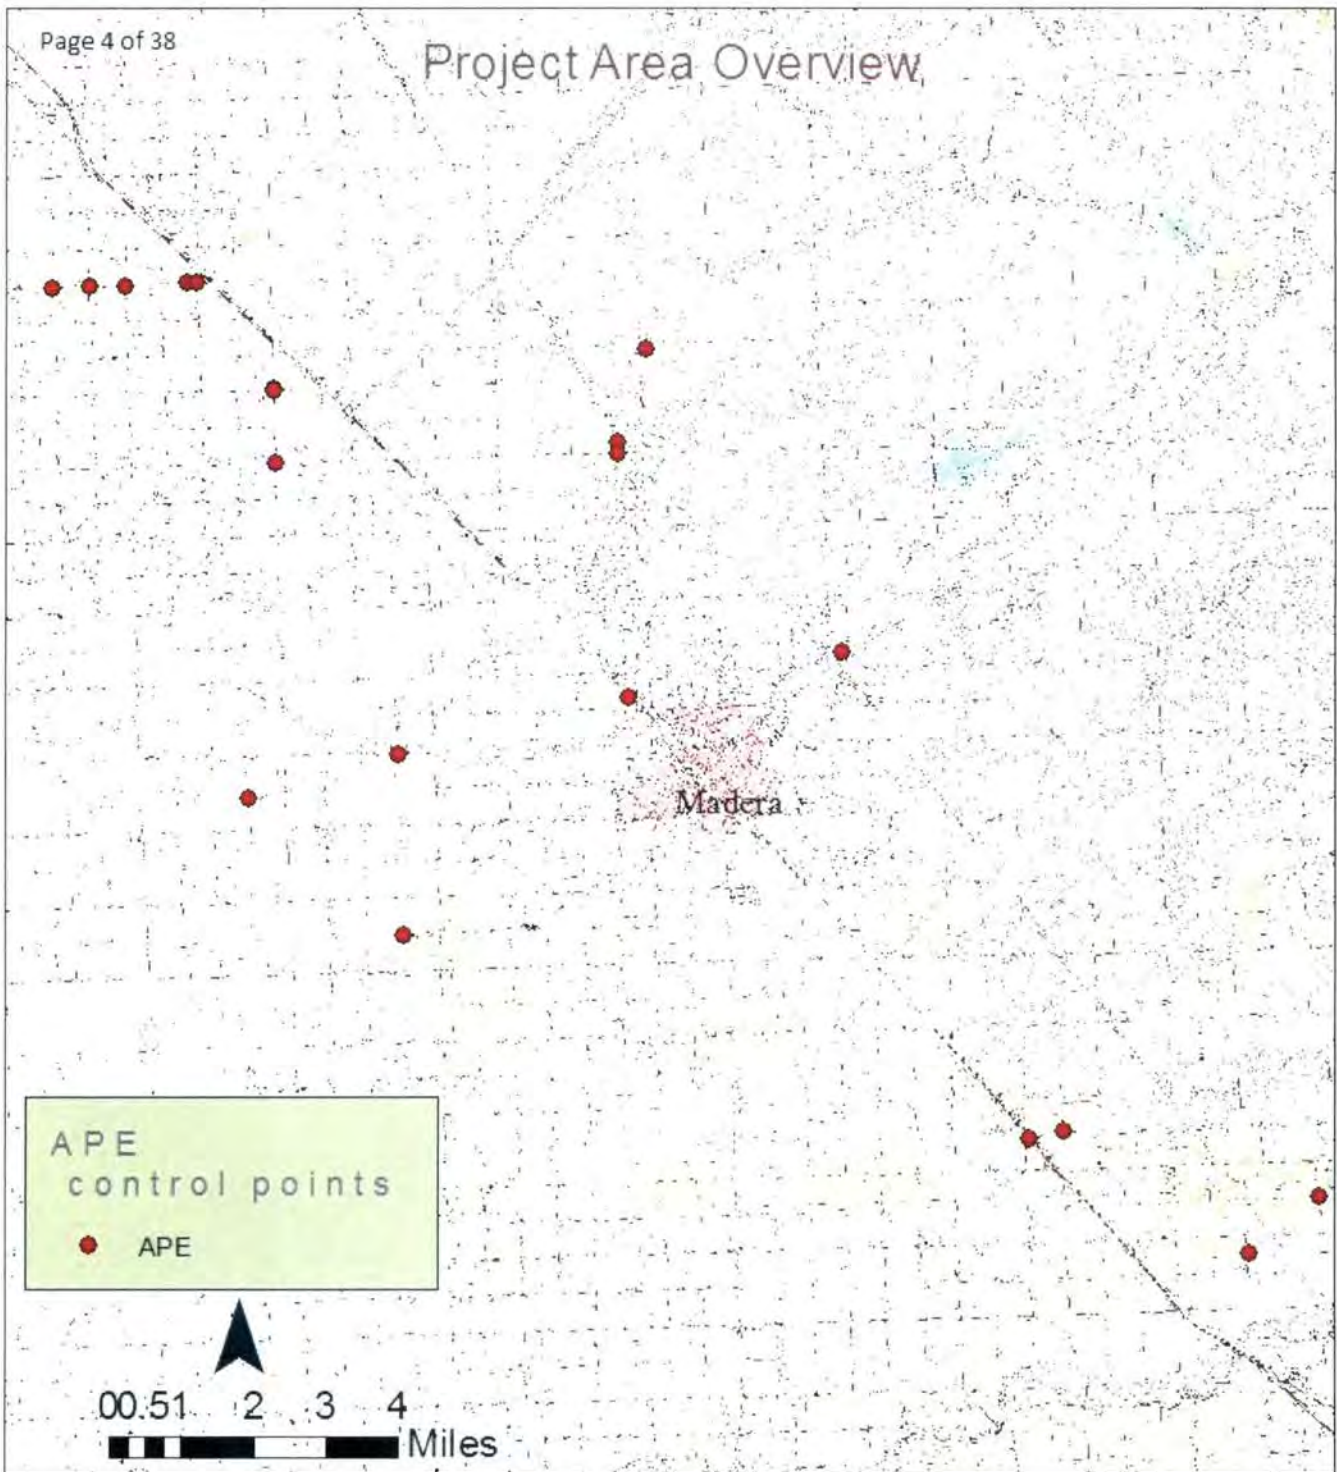 Page 4 of 38
Project Area Overview
Madera
APE
control points
APE
00.51 2 3 4
Miles